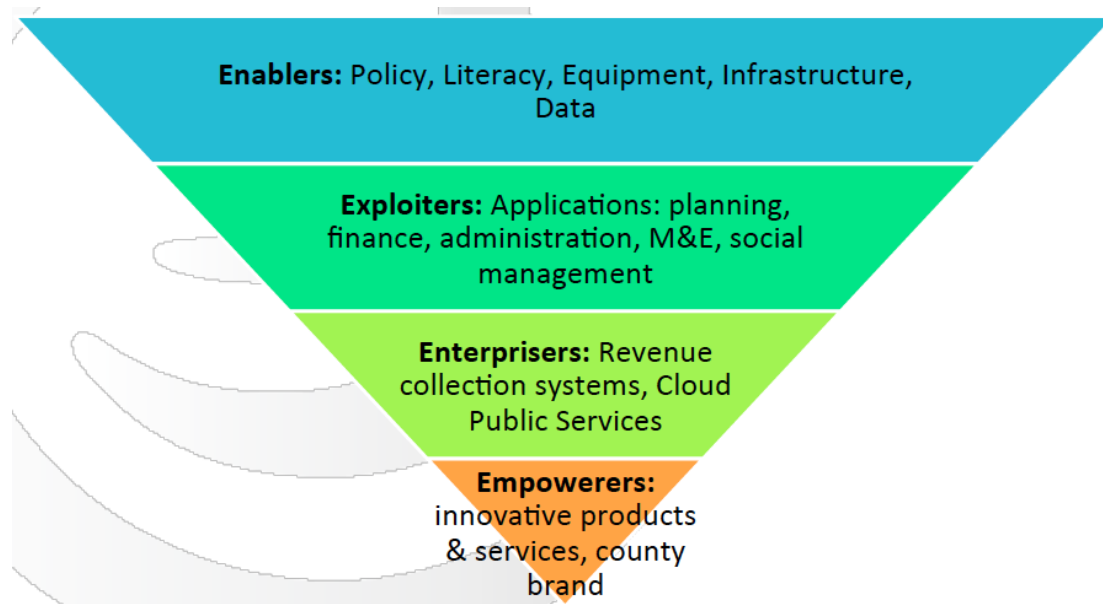 Enablers: Policy, Literacy, Equipment, Infrastructure,
Data
Exploiters: Applications: planning,
finance, administration, M&E, social
management
Enterprisers: Revenue
collection systems, Cloud
Public Services
Empowerers:
innovative products
& services, county
brand